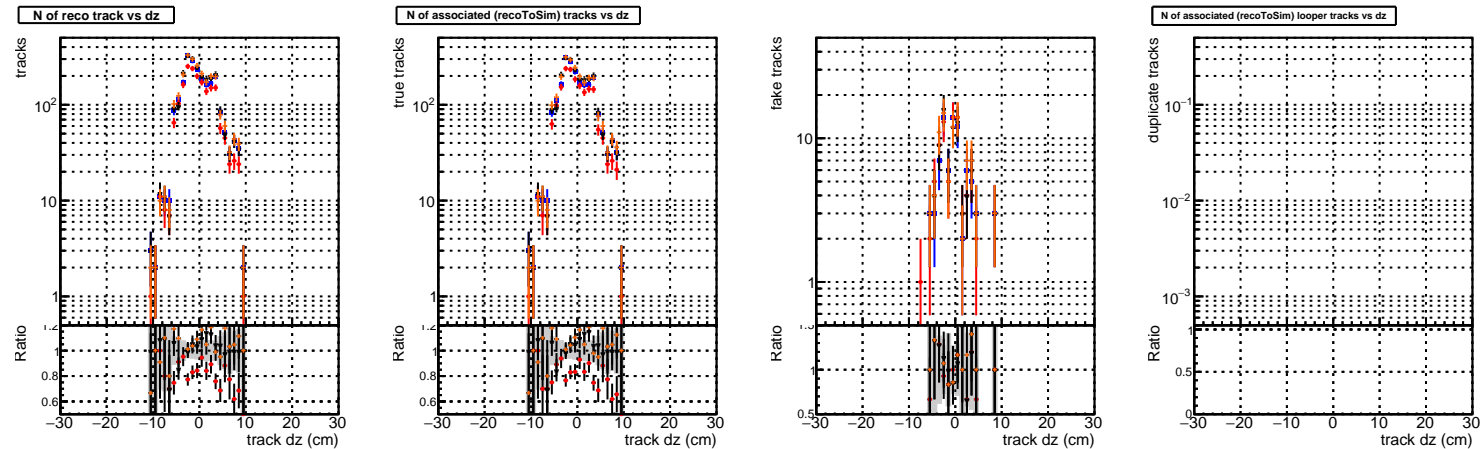 N of reco track vs dz
tracks
10²
10
1
Ratio
1.2
1
0.8
0.6
−30 −20 −10 0 10 20 30
track dz (cm)
N of associated (recoToSim) tracks vs dz
true tracks
10²
10
1
Ratio
1.2
1
0.8
0.6
−30 −20 −10 0 10 20 30
track dz (cm)
fake tracks
10
1
Ratio
1
0.5
−30 −20 −10 0 10 20 30
track dz (cm)
N of associated (recoToSim) looper tracks vs dz
duplicate tracks
10⁻¹
10⁻²
10⁻³
Ratio
1
0.5
0
−30 −20 −10 0 10 20 30
track dz (cm)